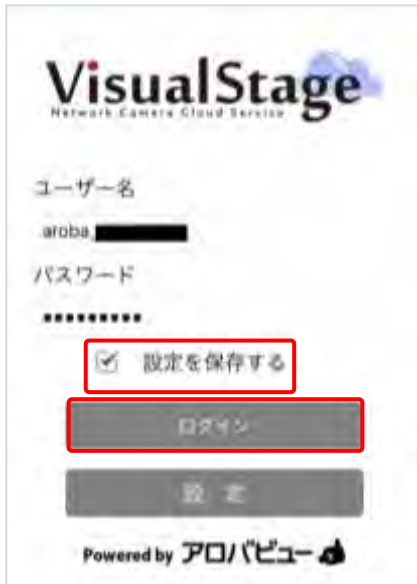 VisualStage
Network Camera Cloud Service
ユーザー名
aroba
パスワード
•••••••••
設定を保存する
ログイン
設 定
Powered by アロバビュー